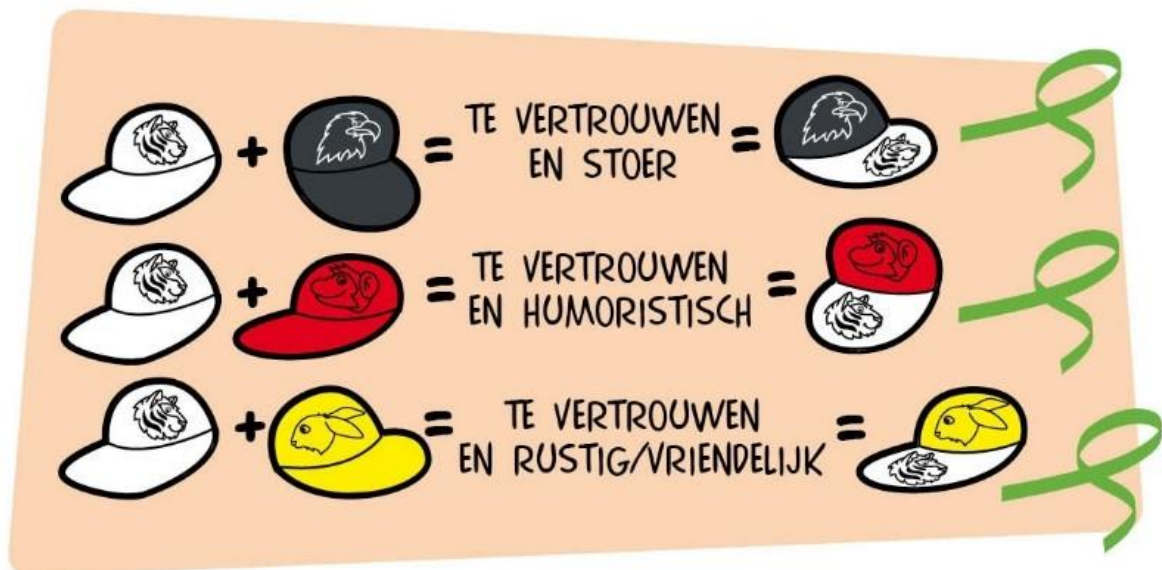 + = TE VERTROUWEN =
EN STOER
+ = TE VERTROUWEN =
EN HUMORISTISCH
+ = TE VERTROUWEN =
EN RUSTIG/VRIENDELIJK